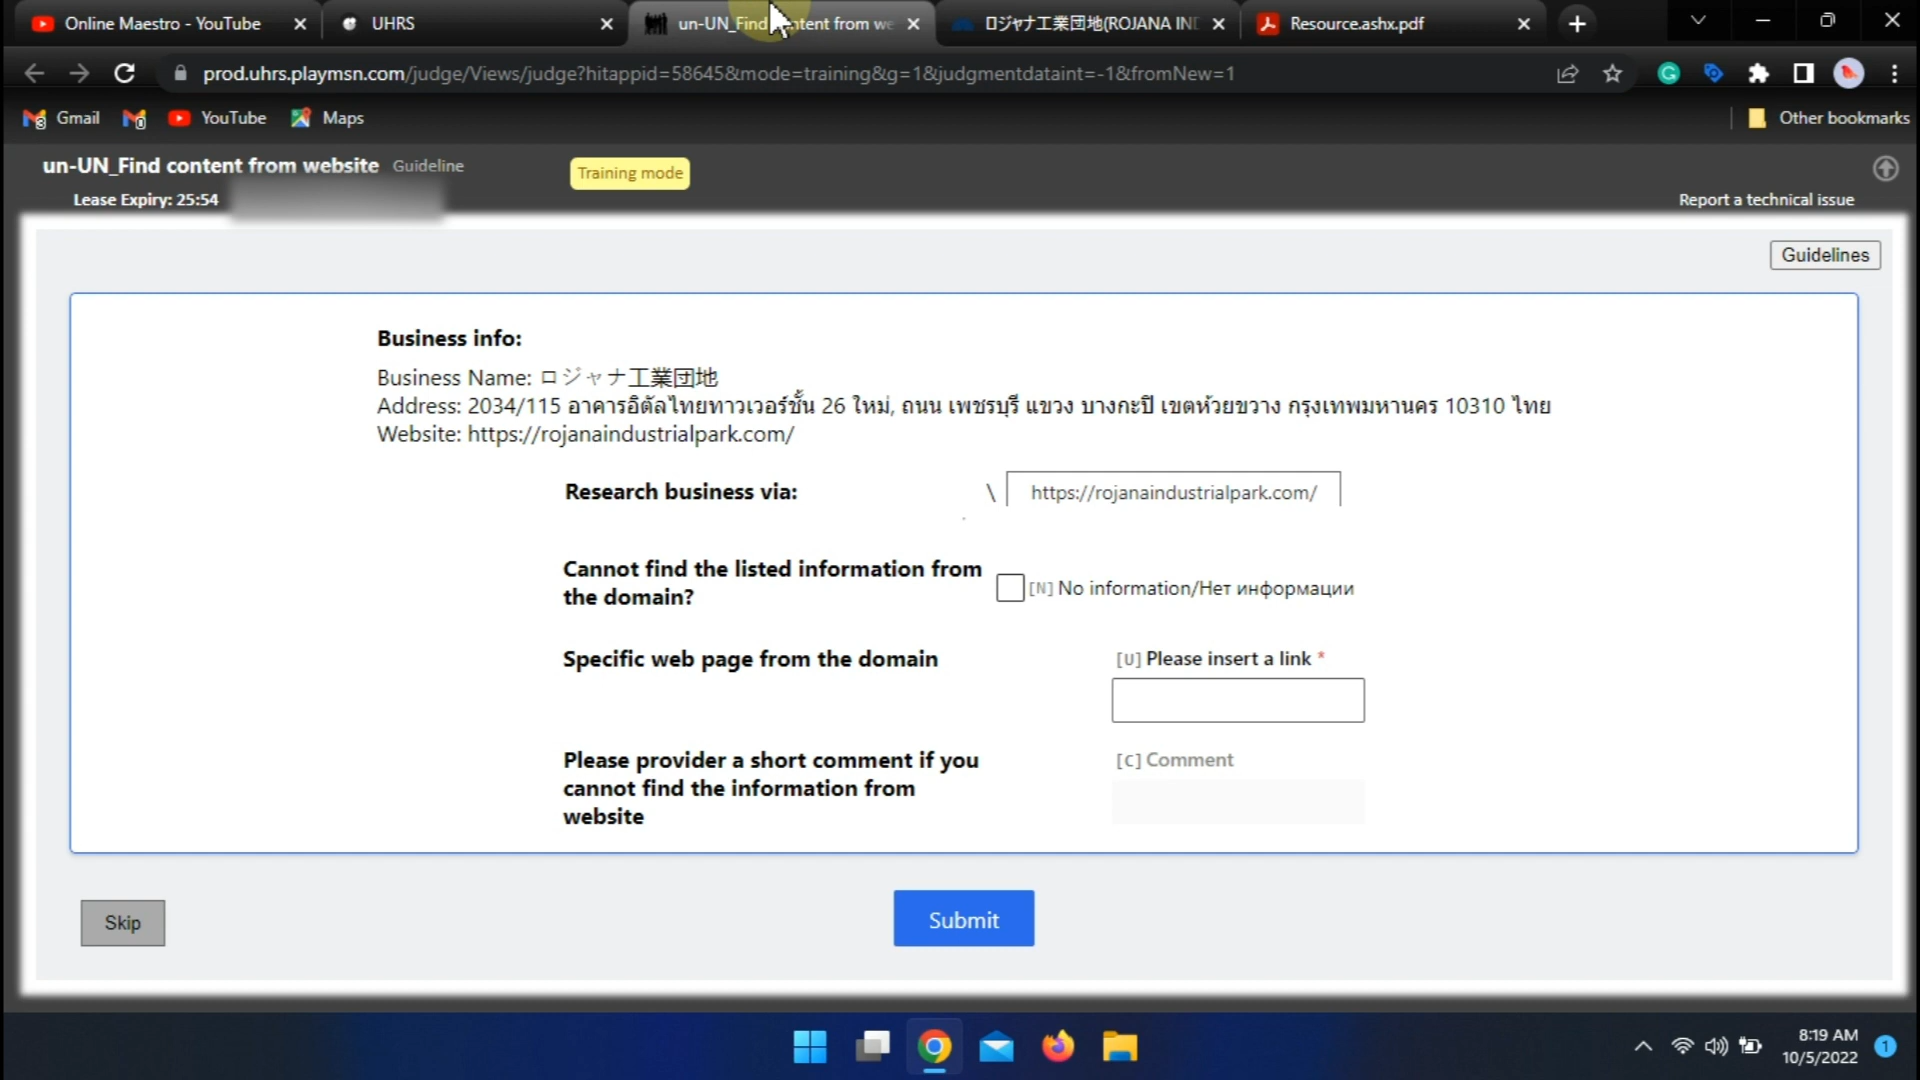 Online Maestro - YouTube
UHRS
un-UN_Find content from we
ロジャナ工業団地(ROJANA IND
Resource.ashx.pdf
prod.uhrs.playmsn.com/judge/Views/judge?hitappid=58645&mode=training&g=1&judgmentdataint=-1&fromNew=1
Gmail
YouTube
Maps
Other bookmarks
un-UN_Find content from website Guideline
Training mode
Lease Expiry: 25:54
Report a technical issue
Guidelines
Business info:
Business Name: ロジャナ工業団地
Address: 2034/115 อาคารอิตัลไทยทาวเวอร์ชั้น 26 ใหม่, ถนน เพชรบุรี แขวง บางกะปิ เขตห้วยขวาง กรุงเทพมหานคร 10310 ไทย
Website: https://rojanaindustrialpark.com/
Research business via: \ https://rojanaindustrialpark.com/
Cannot find the listed information from
the domain?
[N] No information/Нет информации
Specific web page from the domain
[U] Please insert a link *
Please provider a short comment if you
cannot find the information from
website
[C] Comment
Skip
Submit
8:19 AM
10/5/2022
1